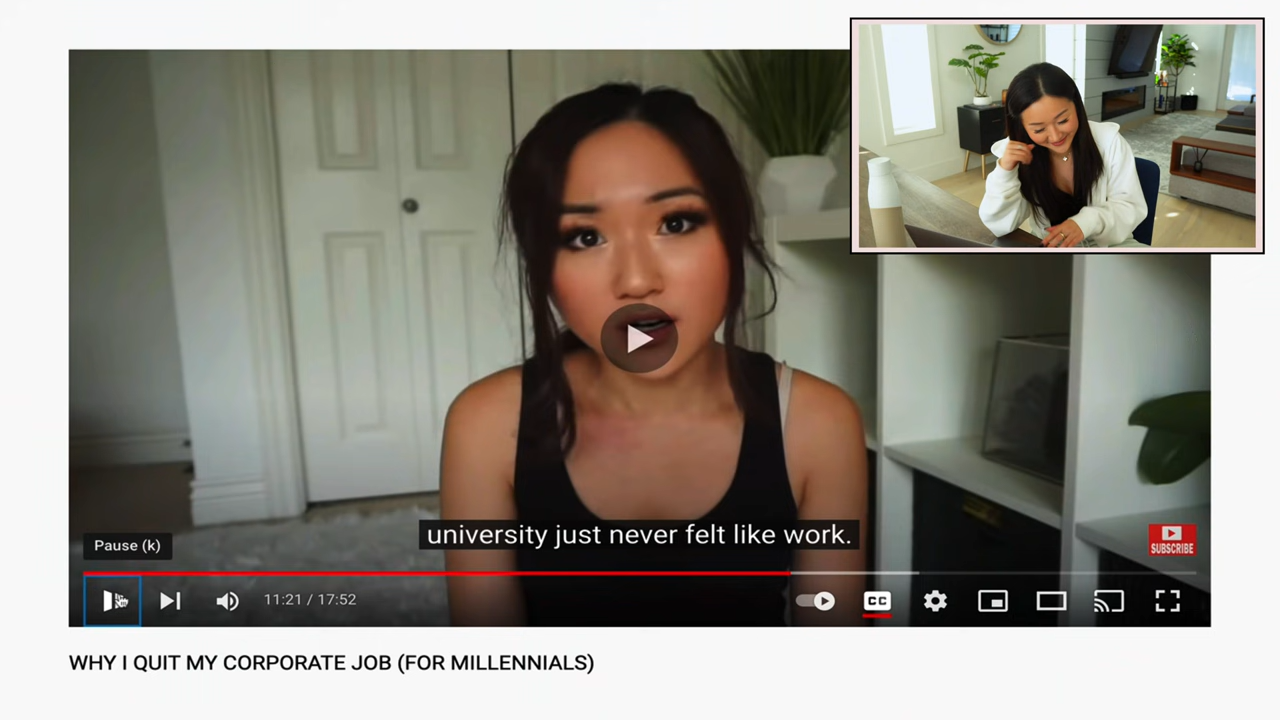 university just never felt like work.
Pause (k)
SUBSCRIBE
11:21 / 17:52
CC
WHY I QUIT MY CORPORATE JOB (FOR MILLENNIALS)